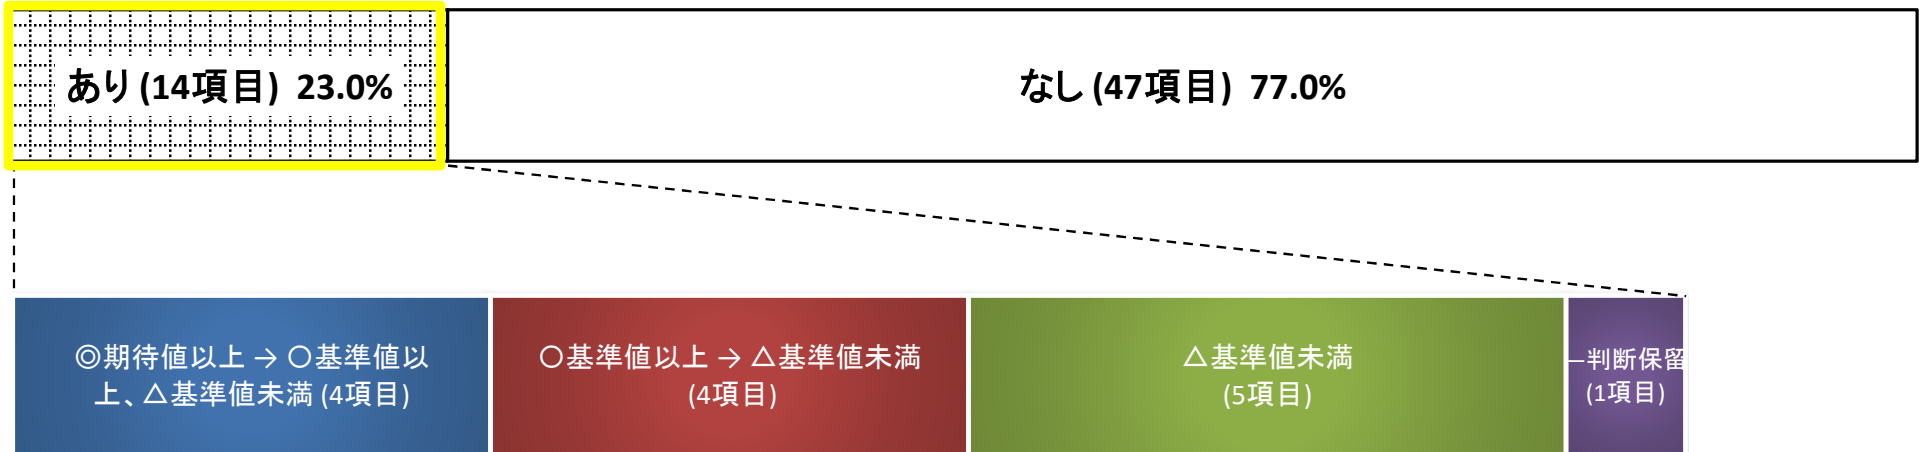 あり (14項目) 23.0%
なし (47項目) 77.0%
◎期待値以上 → ○基準値以
上、△基準値未満 (4項目)
○基準値以上 → △基準値未満
(4項目)
△基準値未満
(5項目)
―判断保留
(1項目)